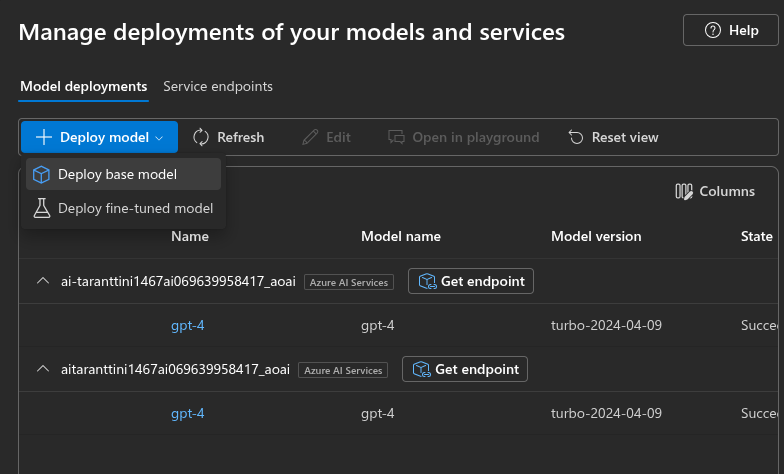 Manage deployments of your models and services
Help
Model deployments
Service endpoints
Deploy model
Refresh
Edit
Open in playground
Reset view
Deploy base model
Deploy fine-tuned model
Columns
Name
Model name
Model version
State
ai-taranttini1467ai069639958417_aoai
Azure AI Services
Get endpoint
gpt-4
gpt-4
turbo-2024-04-09
Succe
aitaranttini1467ai069639958417_aoai
Azure AI Services
Get endpoint
gpt-4
gpt-4
turbo-2024-04-09
Succe